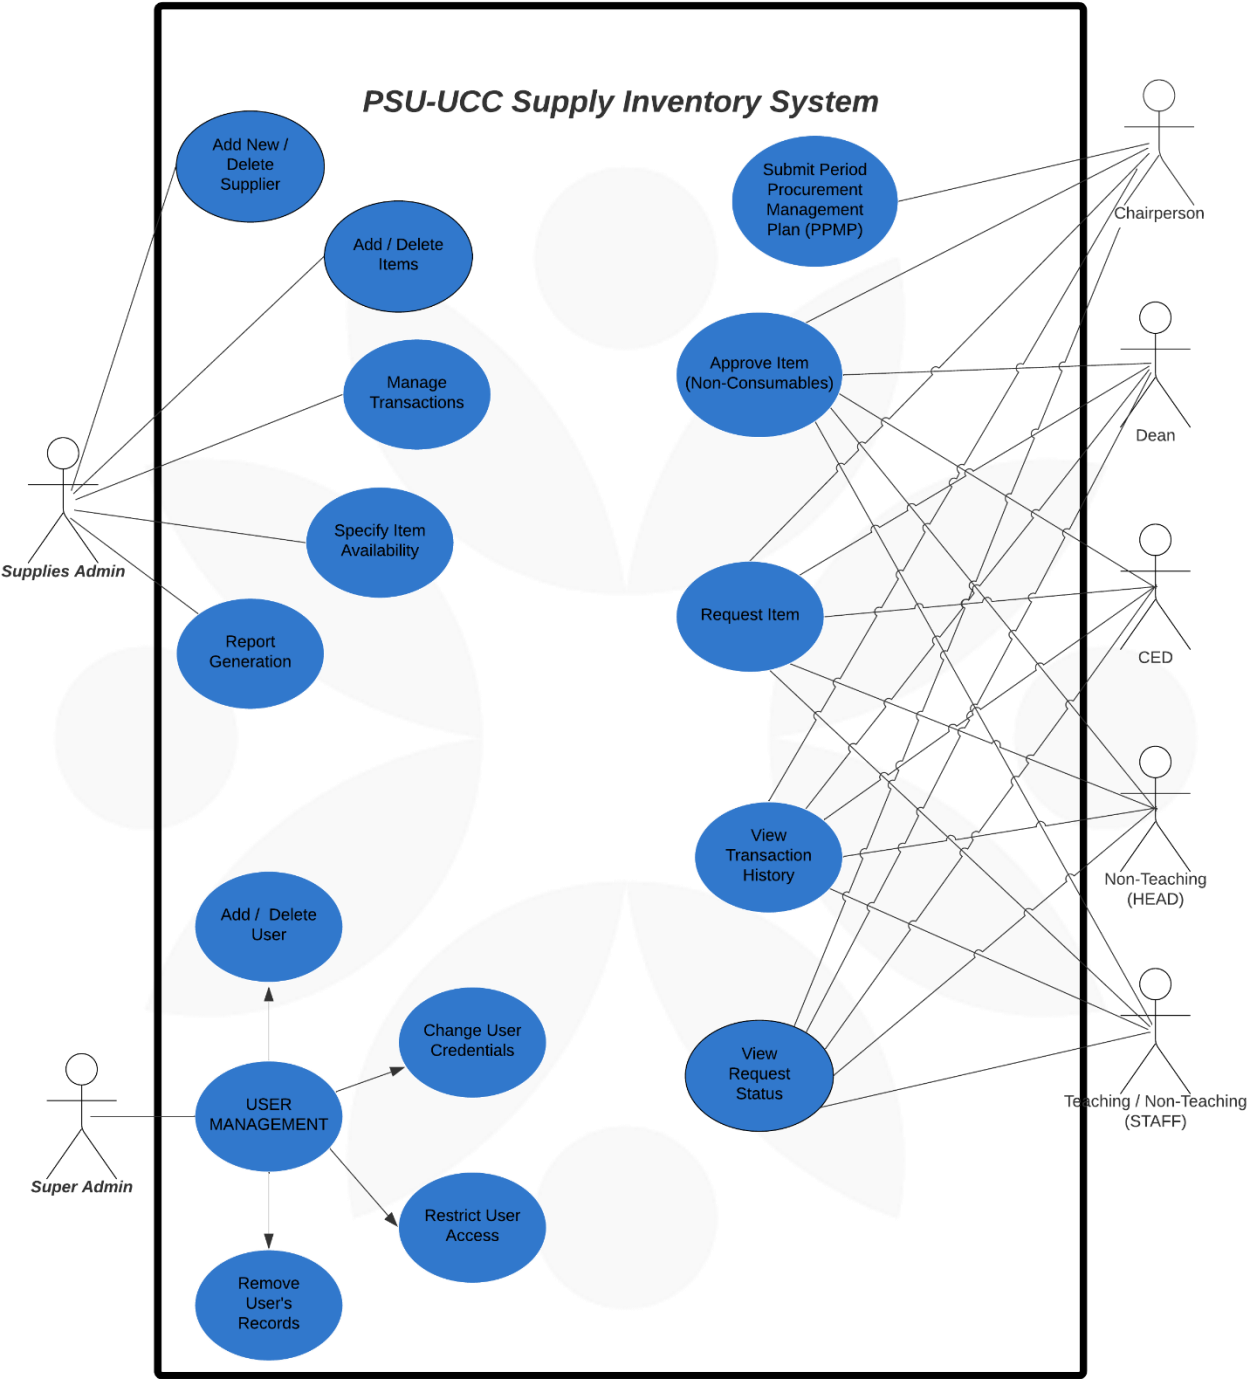 PSU-UCC Supply Inventory System
Add New /
Delete
Supplier
Add / Delete
Items
Manage
Transactions
Specify Item
Availability
Report
Generation
Supplies Admin
Add /  Delete
User
Change User
Credentials
USER
MANAGEMENT
Restrict User
Access
Remove
User's
Records
Super Admin
Submit Period
Procurement
Management
Plan (PPMP)
Approve Item
(Non-Consumables)
Request Item
View
Transaction
History
View
Request
Status
Chairperson
Dean
CED
Non-Teaching
(HEAD)
Teaching / Non-Teaching
(STAFF)